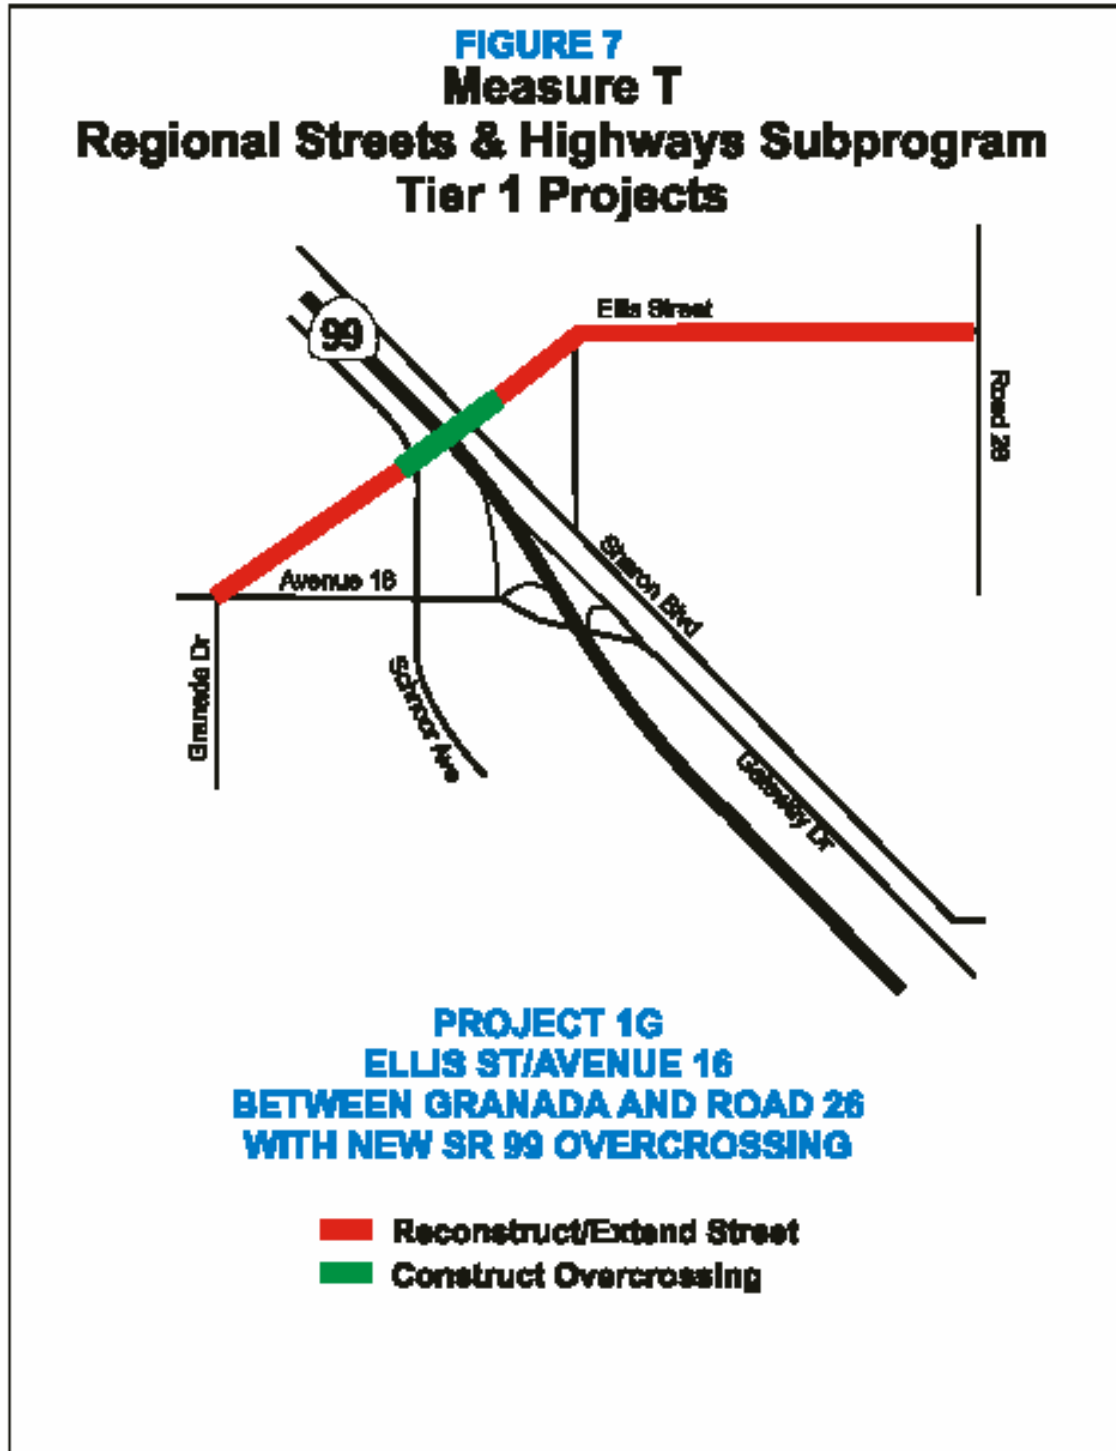 FIGURE 7
Measure T
Regional Streets & Highways Subprogram
Tier 1 Projects
Ellis Street
99
Road 26
Avenue 16
Sharon Blvd
Granada Dr
Schnoor Ave
Gateway Dr
PROJECT 1G
ELLIS ST/AVENUE 16
BETWEEN GRANADA AND ROAD 26
WITH NEW SR 99 OVERCROSSING
Reconstruct/Extend Street
Construct Overcrossing